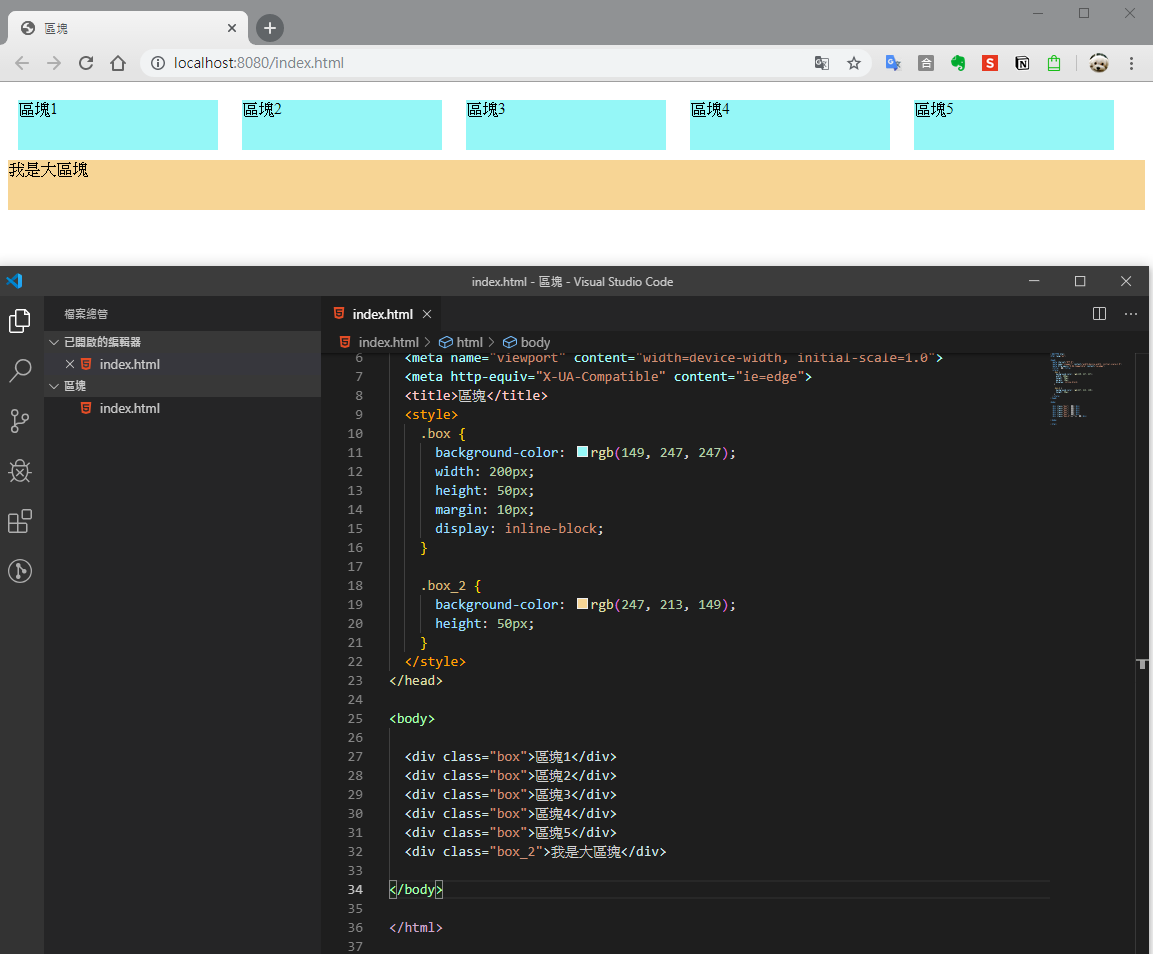 區塊
localhost:8080/index.html
區塊1 區塊2 區塊3 區塊4 區塊5
我是大區塊
index.html - 區塊 - Visual Studio Code
檔案總管
已開啟的編輯器
index.html
區塊
index.html
index.html
index.html > html > body
6 <meta name="viewport" content="width=device-width, initial-scale=1.0">
7 <meta http-equiv="X-UA-Compatible" content="ie=edge">
8 <title>區塊</title>
9 <style>
10 .box {
11 background-color: rgb(149, 247, 247);
12 width: 200px;
13 height: 50px;
14 margin: 10px;
15 display: inline-block;
16 }
17
18 .box_2 {
19 background-color: rgb(247, 213, 149);
20 height: 50px;
21 }
22 </style>
23 </head>
24
25 <body>
26
27 <div class="box">區塊1</div>
28 <div class="box">區塊2</div>
29 <div class="box">區塊3</div>
30 <div class="box">區塊4</div>
31 <div class="box">區塊5</div>
32 <div class="box_2">我是大區塊</div>
33
34 </body>
35
36 </html>
37